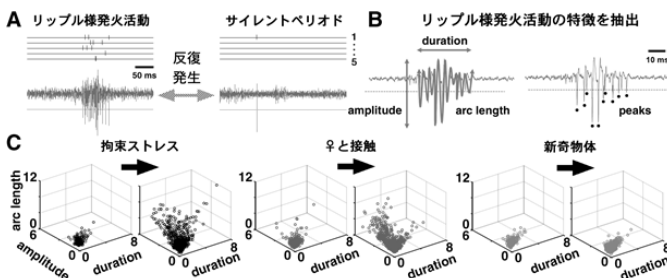 A
リップル様発火活動
サイレントペリオド
1
5
50 ms
反復
発生
B
リップル様発火活動の特徴を抽出
duration
amplitude
arc length
10 ms
peaks
C
拘束ストレス
♀と接触
新奇物体
arc length
12
6
0
amplitude
6
0
0
duration
8
12
6
0
6
0
0
duration
8
12
6
0
6
0
0
duration
8